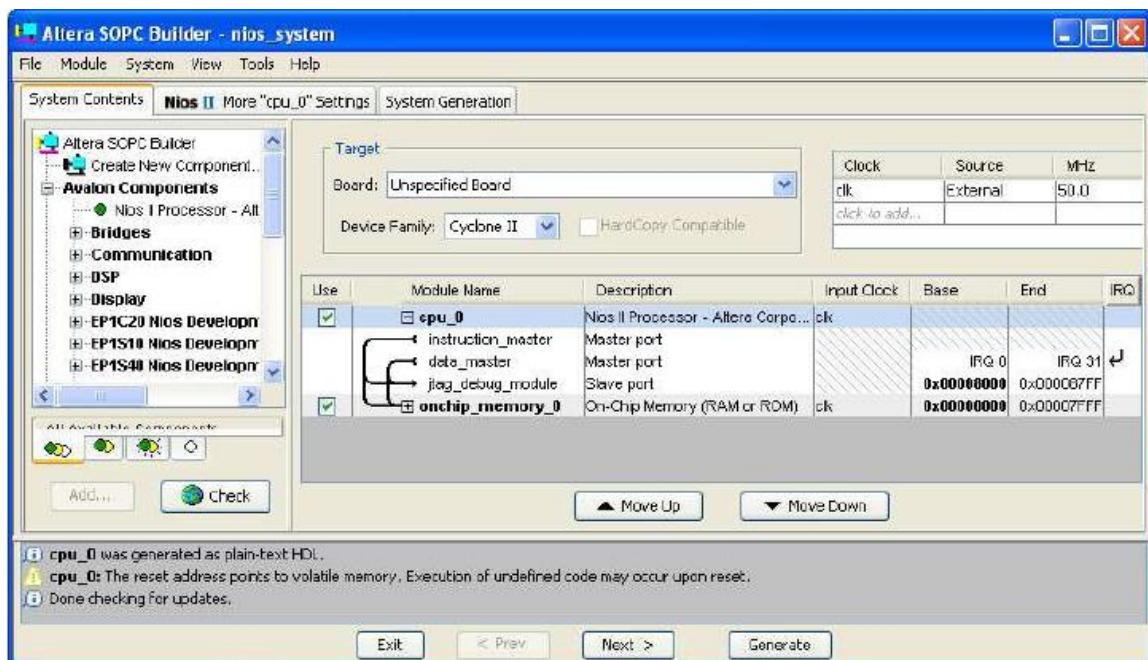 Altera SOPC Builder - nios_system
File Module System View Tools Help
System Contents Nios II More "cpu_0" Settings System Generation
Altera SOPC Builder
Create New Component...
Avalon Components
Nios II Processor - Alt
Bridges
Communication
DSP
Display
EP1C20 Nios Developm
EP1S10 Nios Developm
EP1S40 Nios Developm
All Available Components
Add...
Check
Target
Board: Unspecified Board
Device Family: Cyclone II HardCopy Compatible
Clock Source MHz
clk External 50.0
click to add...
Use Module Name Description Input Clock Base End IRQ
cpu_0 Nios II Processor - Altera Corpo... clk
instruction_master Master port
data_master Master port IRQ 0 IRQ 31
jtag_debug_module Slave port 0x00000000 0x000007FF
onchip_memory_0 On-Chip Memory (RAM or ROM) clk 0x00000000 0x00007FFF
Move Up Move Down
cpu_0 was generated as plain-text HDL.
cpu_0: The reset address points to volatile memory. Execution of undefined code may occur upon reset.
Done checking for updates.
Exit < Prev Next > Generate